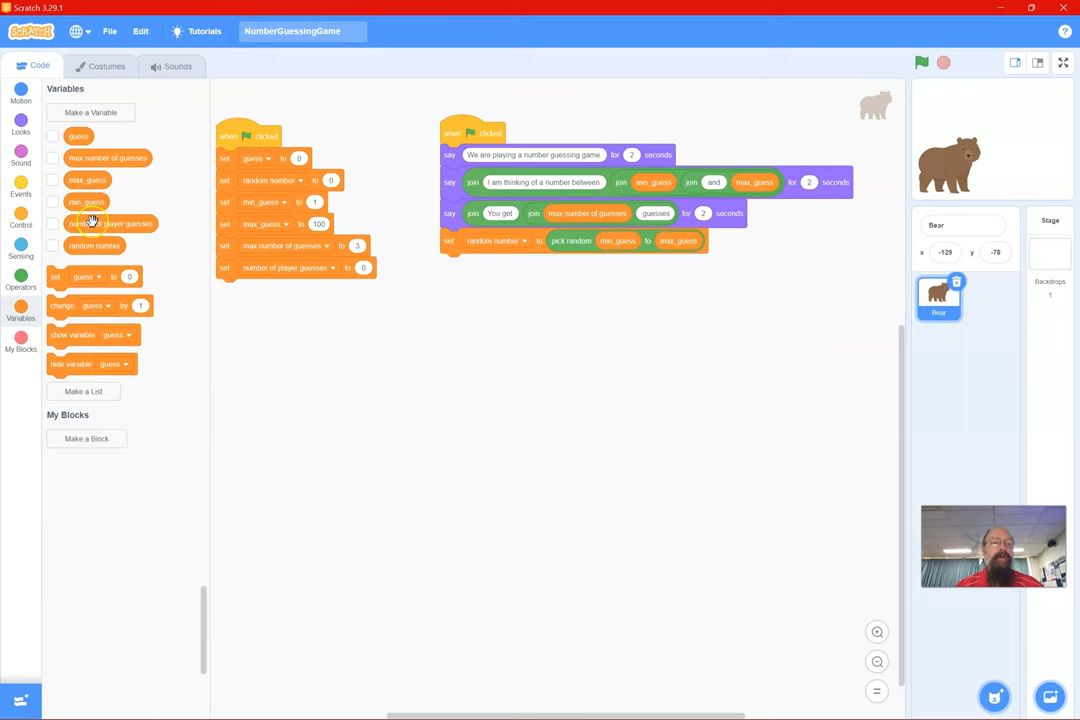 Scratch 3.29.1
SCRATCH File Edit Tutorials NumberGuessingGame ?
Code Costumes Sounds
Motion
Looks
Sound
Events
Control
Sensing
Operators
Variables
My Blocks
Variables
Make a Variable
guess
max number of guesses
max_guess
min_guess
number of player guesses
random number
set guess to 0
change guess by 1
show variable guess
hide variable guess
Make a List
My Blocks
Make a Block
when clicked
set guess to 0
set random number to 0
set min_guess to 1
set max_guess to 100
set max number of guesses to 3
set number of player guesses to 0
when clicked
say We are playing a number guessing game. for 2 seconds
say join I am thinking of a number between join min_guess join and max_guess for 2 seconds
say join You get join max number of guesses guesses for 2 seconds
set random number to pick random min_guess to max_guess
Bear
x -129 y -78
Bear
Stage
Backdrops
1